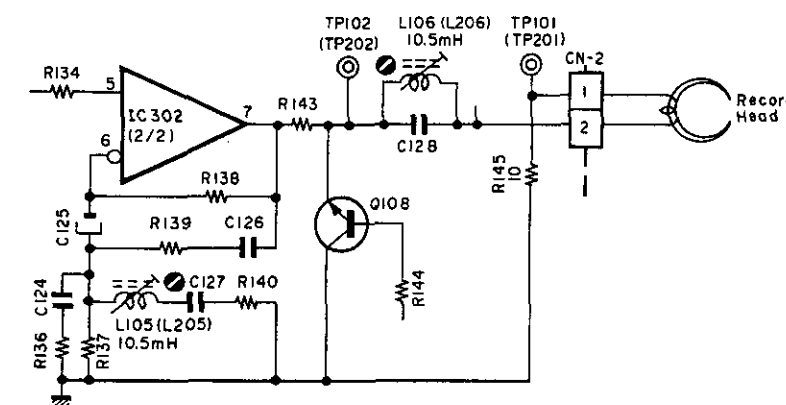 TP102
(TP202)
L106 (L206)
10.5mH
TP101
(TP201)
CN-2
R134
5
IC302
(2/2)
7
6
R143
C128
1
2
Record
Head
R145
10
R138
C125
R139
C126
Q108
R144
C124
C127
R140
L105 (L205)
10.5mH
R136
R137